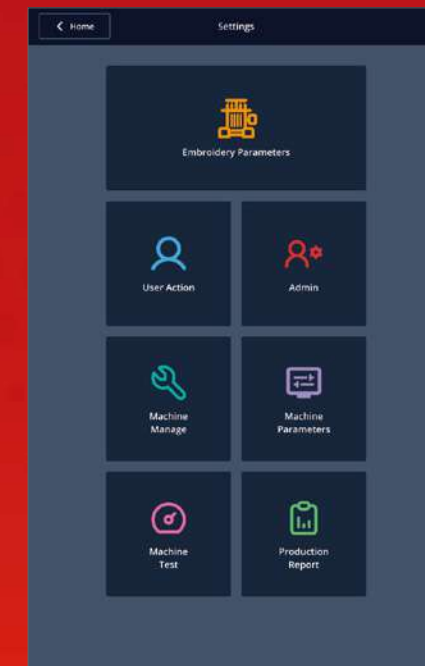 Home
Settings
Embroidery Parameters
User Action
Admin
Machine
Manage
Machine
Parameters
Machine
Test
Production
Report